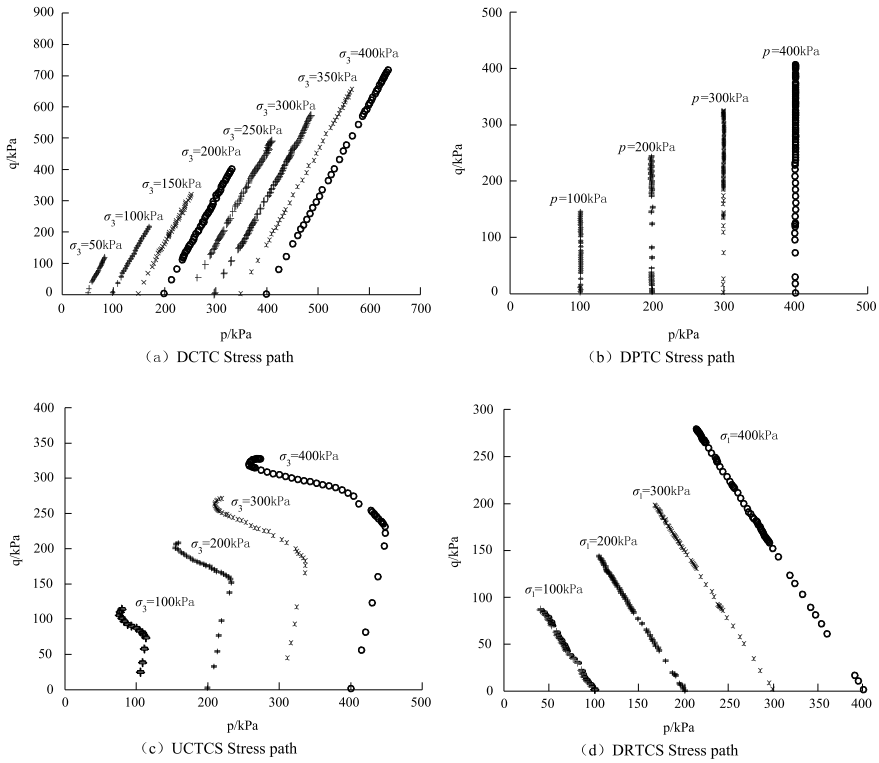 900
800
700
600
500
400
300
200
100
0
q/kPa
σ3=400kPa
σ3=350kPa
σ3=300kPa
σ3=250kPa
σ3=200kPa
σ3=150kPa
σ3=100kPa
σ3=50kPa
0 100 200 300 400 500 600 700
p/kPa
（a）DCTC Stress path
500
400
300
200
100
0
q/kPa
p=400kPa
p=300kPa
p=200kPa
p=100kPa
0 100 200 300 400 500
p/kPa
（b）DPTC Stress path
400
350
300
250
200
150
100
50
0
q/kPa
σ3=400kPa
σ3=300kPa
σ3=200kPa
σ3=100kPa
0 100 200 300 400 500
p/kPa
（c）UCTCS Stress path
300
250
200
150
100
50
0
q/kPa
σ1=400kPa
σ1=300kPa
σ1=200kPa
σ1=100kPa
0 50 100 150 200 250 300 350 400
p/kPa
（d）DRTCS Stress path